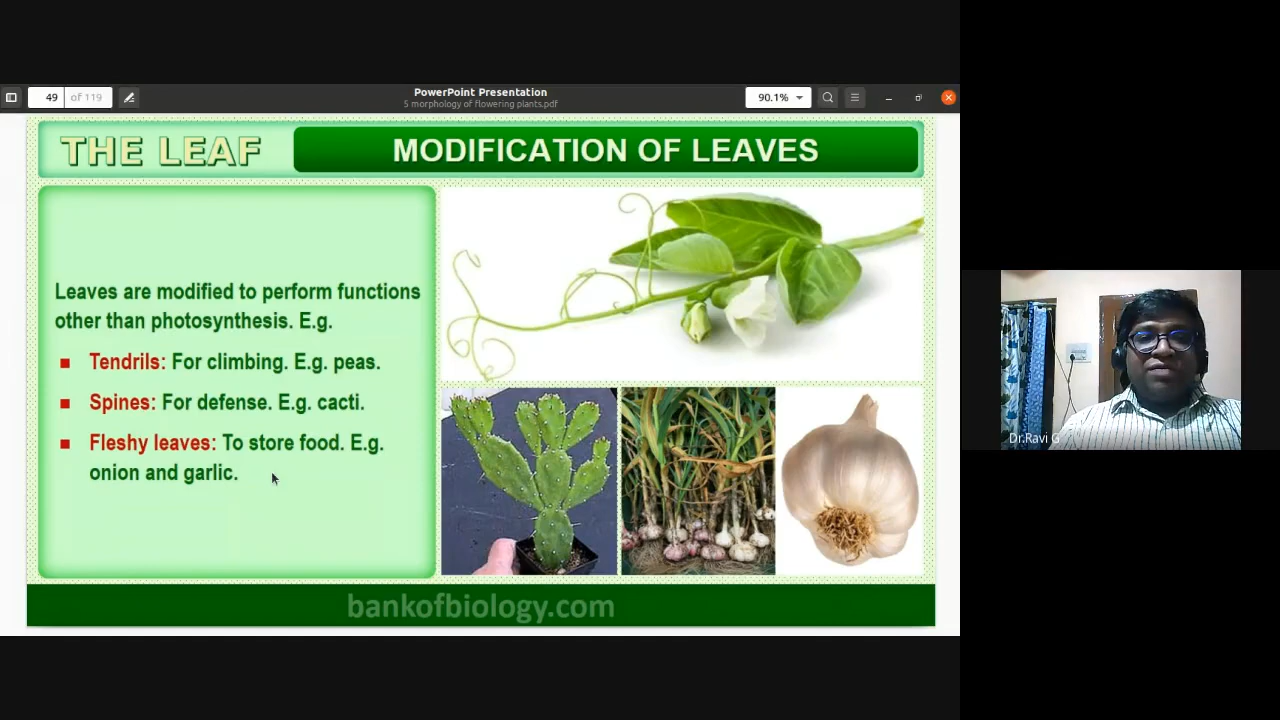 PowerPoint Presentation
49 of 119
5 morphology of flowering plants.pdf
90.1%
THE LEAF
MODIFICATION OF LEAVES
Leaves are modified to perform functions
other than photosynthesis. E.g.
Tendrils: For climbing. E.g. peas.
Spines: For defense. E.g. cacti.
Fleshy leaves: To store food. E.g.
onion and garlic.
bankofbiology.com
Dr.Ravi G